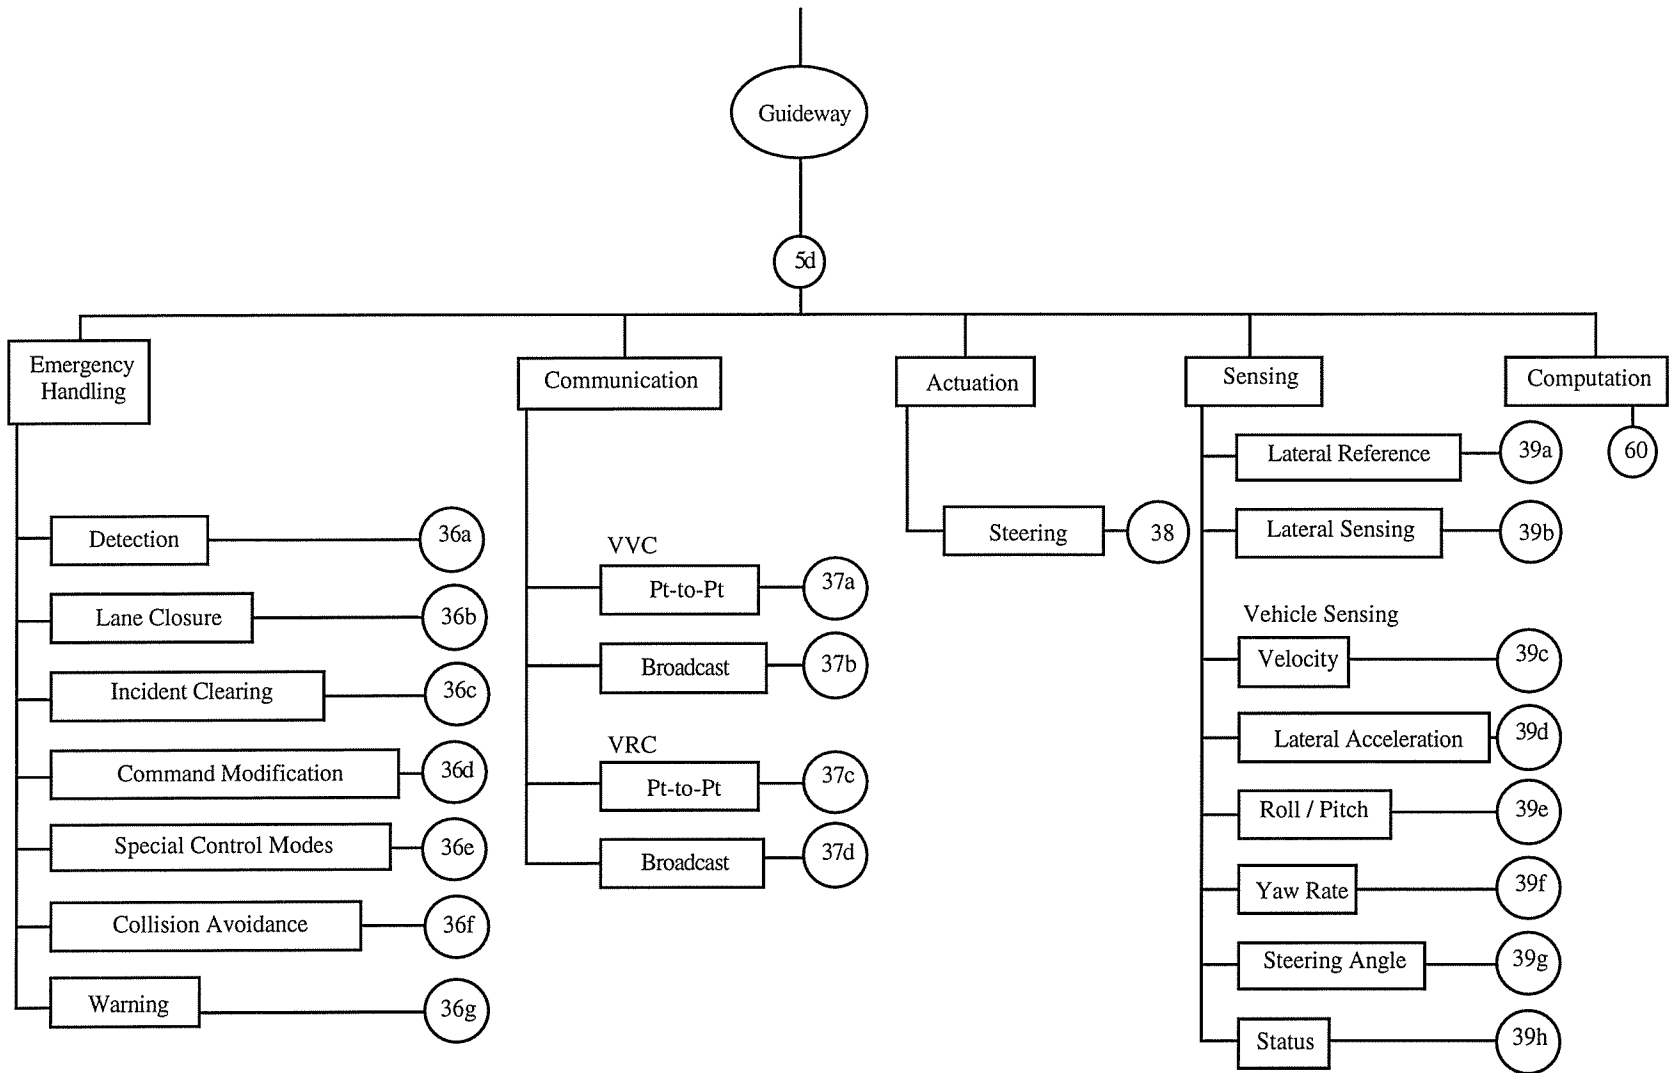 Guideway
5d
Emergency
Handling
Detection
36a
Lane Closure
36b
Incident Clearing
36c
Command Modification
36d
Special Control Modes
36e
Collision Avoidance
36f
Warning
36g
Communication
VVC
Pt-to-Pt
37a
Broadcast
37b
VRC
Pt-to-Pt
37c
Broadcast
37d
Actuation
Steering
38
Sensing
Lateral Reference
39a
Lateral Sensing
39b
Vehicle Sensing
Velocity
39c
Lateral Acceleration
39d
Roll / Pitch
39e
Yaw Rate
39f
Steering Angle
39g
Status
39h
Computation
60